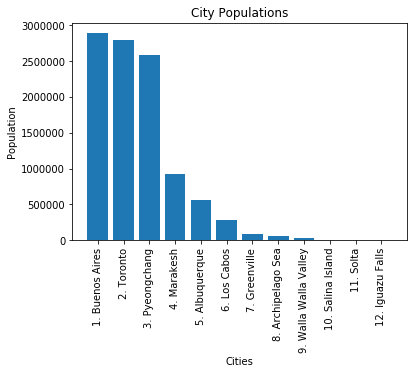 City Populations
3000000
2500000
2000000
1500000
1000000
500000
0
Population
1. Buenos Aires
2. Toronto
3. Pyeongchang
4. Marakesh
5. Albuquerque
6. Los Cabos
7. Greenville
8. Archipelago Sea
9. Walla Walla Valley
10. Salina Island
11. Solta
12. Iguazu Falls
Cities